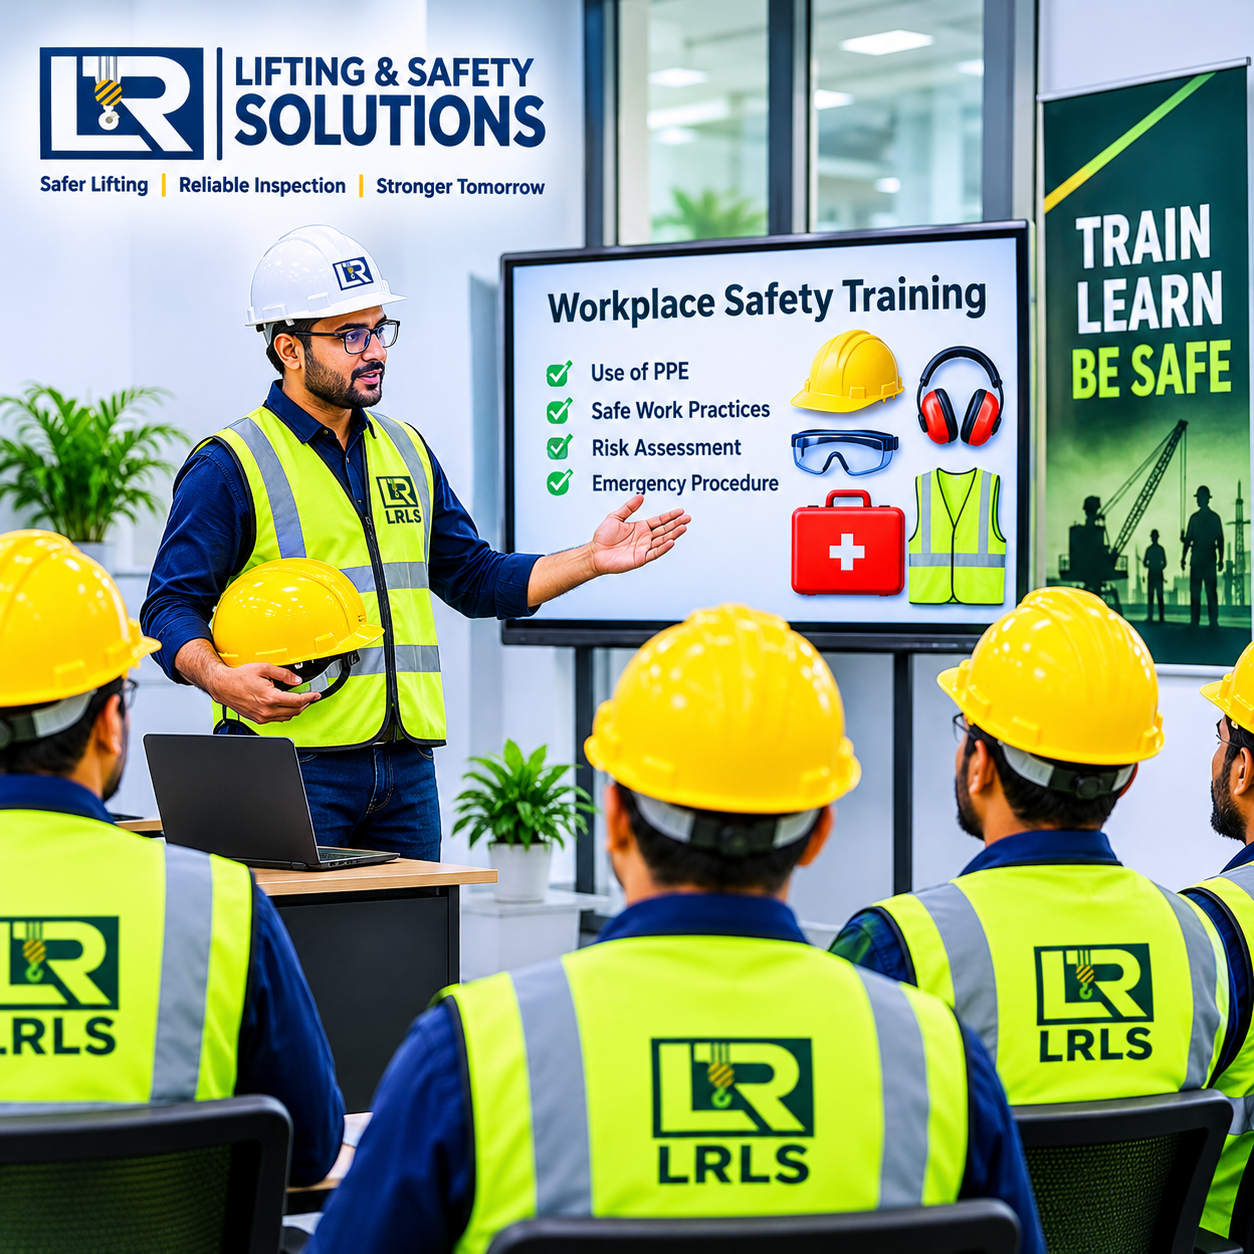 LR
LIFTING & SAFETY
SOLUTIONS
Safer Lifting | Reliable Inspection | Stronger Tomorrow
LR
Workplace Safety Training
Use of PPE
Safe Work Practices
Risk Assessment
Emergency Procedure
TRAIN
LEARN
BE SAFE
LR
LRLS
LR
LRLS
LR
LRLS
LR
LRLS